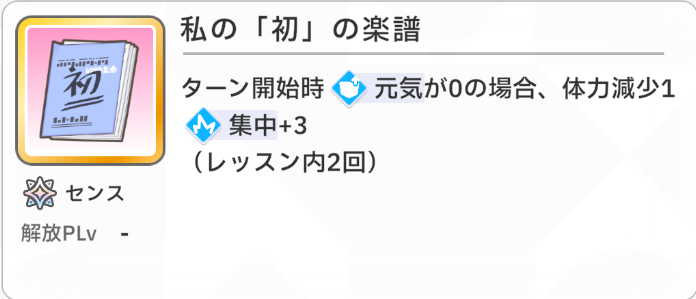 私の「初」の楽譜
ターン開始時 元気が0の場合、体力減少1
集中+3
（レッスン内2回）
初
センス
解放PLv -